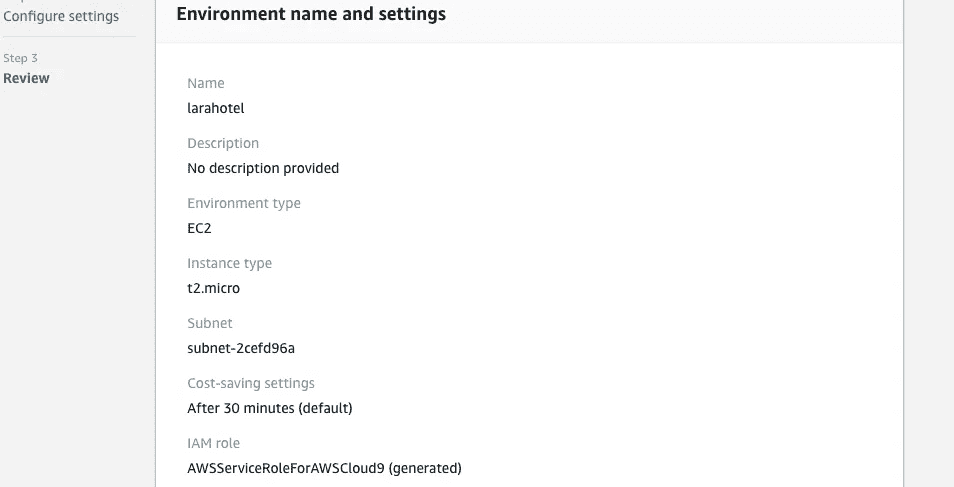 Configure settings
Step 3
Review
Environment name and settings
Name
larahotel
Description
No description provided
Environment type
EC2
Instance type
t2.micro
Subnet
subnet-2cefd96a
Cost-saving settings
After 30 minutes (default)
IAM role
AWSServiceRoleForAWSCloud9 (generated)